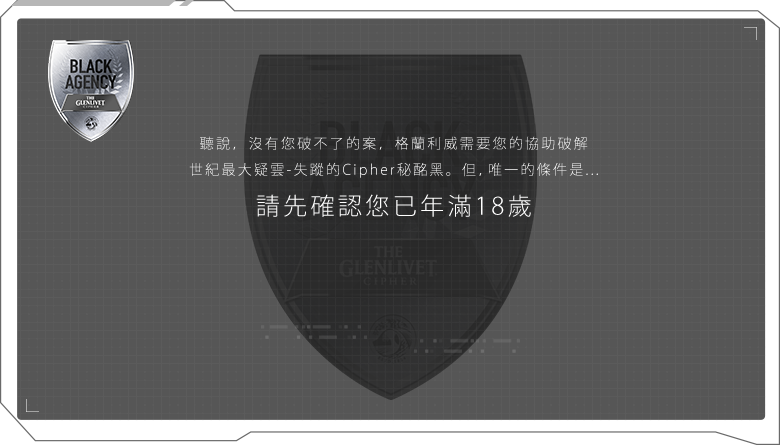 BLACK
AGENCY
THE
GLENLIVET
CIPHER
聽說，沒有您破不了的案，格蘭利威需要您的協助破解
世紀最大疑雲-失蹤的Cipher秘酩黑。但，唯一的條件是...
請先確認您已年滿18歲
THE
GLENLIVET
CIPHER